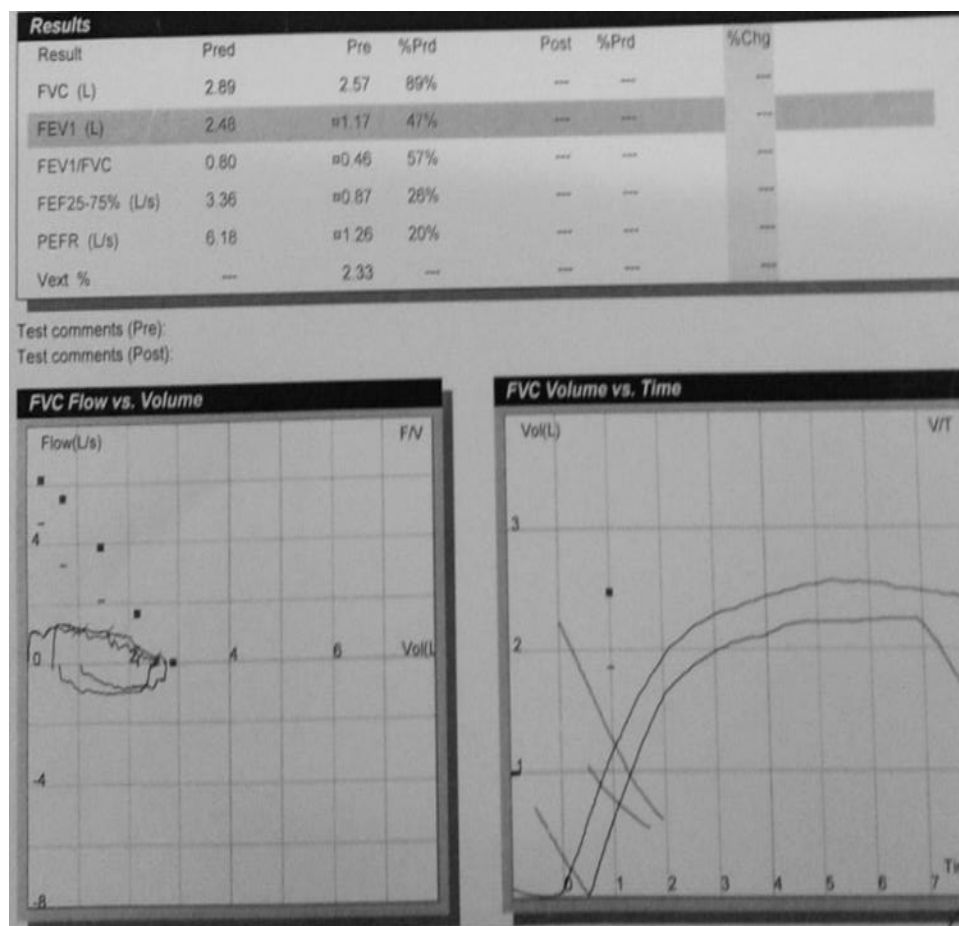 Results
Result Pred Pre %Prd Post %Prd %Chg
FVC (L) 2.89 2.57 89% --- --- ---
FEV1 (L) 2.48 ¤1.17 47% --- --- ---
FEV1/FVC 0.80 ¤0.46 57% --- --- ---
FEF25-75% (L/s) 3.36 ¤0.87 26% --- --- ---
PEFR (L/s) 6.18 ¤1.26 20% --- --- ---
Vext % --- 2.33 --- --- --- ---
Test comments (Pre):
Test comments (Post):
FVC Flow vs. Volume
Flow(L/s) F/V
4
0 2 4 6 Vol(L
-4
-8
FVC Volume vs. Time
Vol(L) V/T
3
2
1
0 1 2 3 4 5 6 7